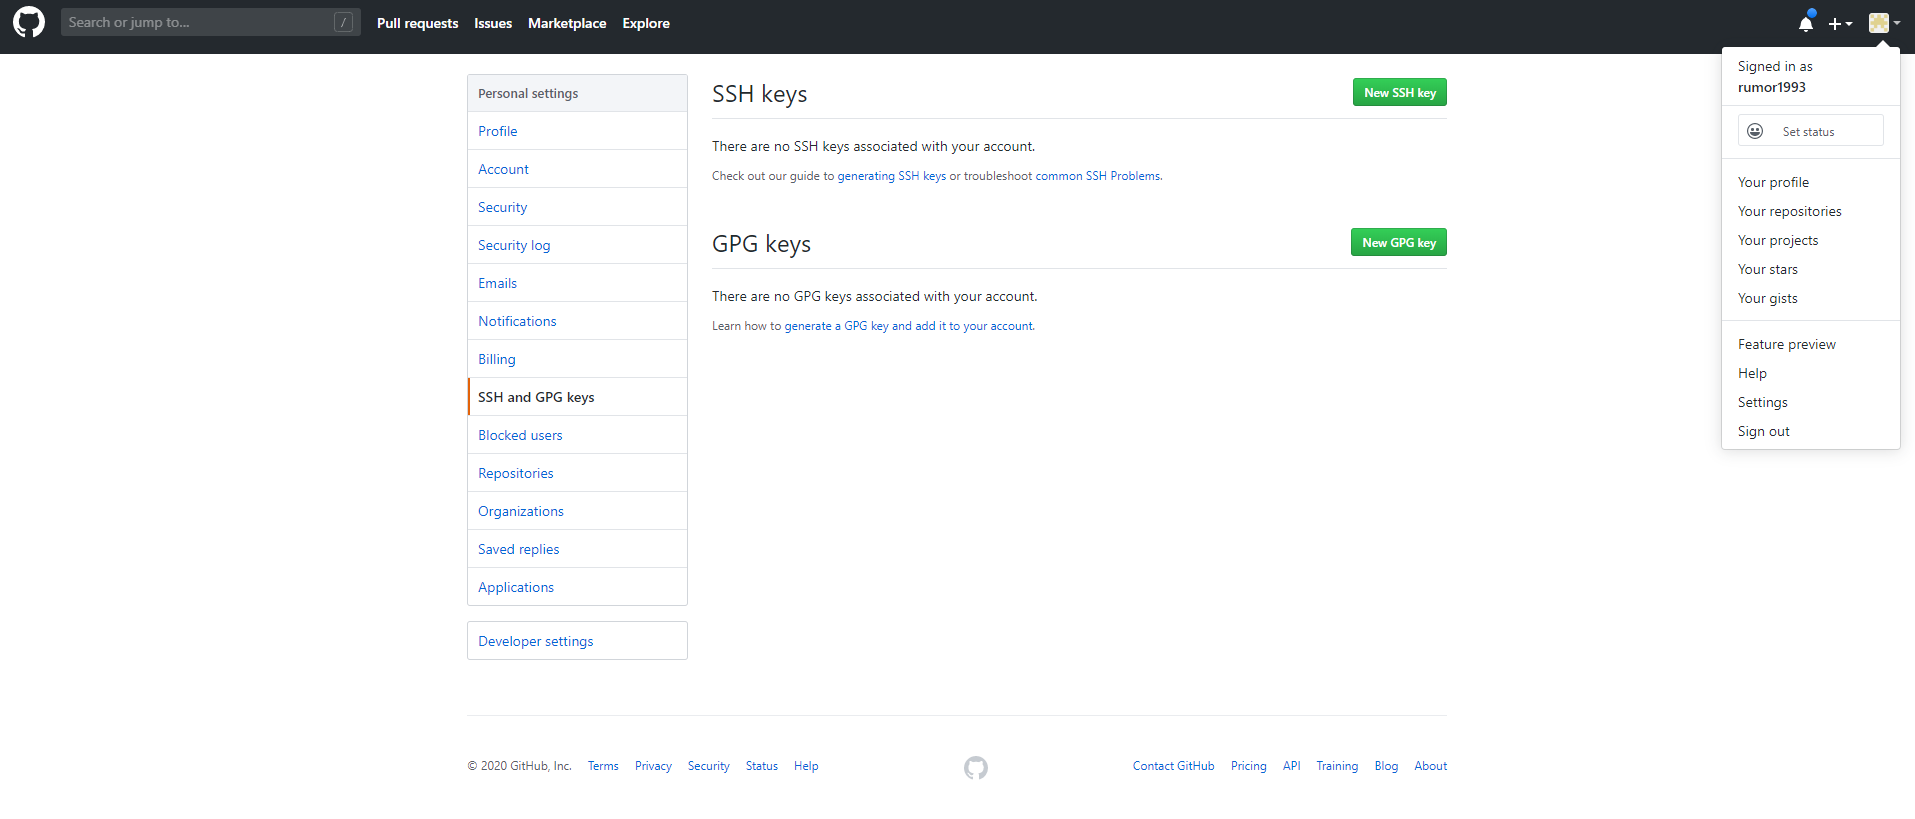 Search or jump to...
/
Pull requests
Issues
Marketplace
Explore
Signed in as
rumor1993
Set status
Your profile
Your repositories
Your projects
Your stars
Your gists
Feature preview
Help
Settings
Sign out
Personal settings
Profile
Account
Security
Security log
Emails
Notifications
Billing
SSH and GPG keys
Blocked users
Repositories
Organizations
Saved replies
Applications
Developer settings
SSH keys
New SSH key
There are no SSH keys associated with your account.
Check out our guide to generating SSH keys or troubleshoot common SSH Problems.
GPG keys
New GPG key
There are no GPG keys associated with your account.
Learn how to generate a GPG key and add it to your account.
© 2020 GitHub, Inc.
Terms
Privacy
Security
Status
Help
Contact GitHub
Pricing
API
Training
Blog
About